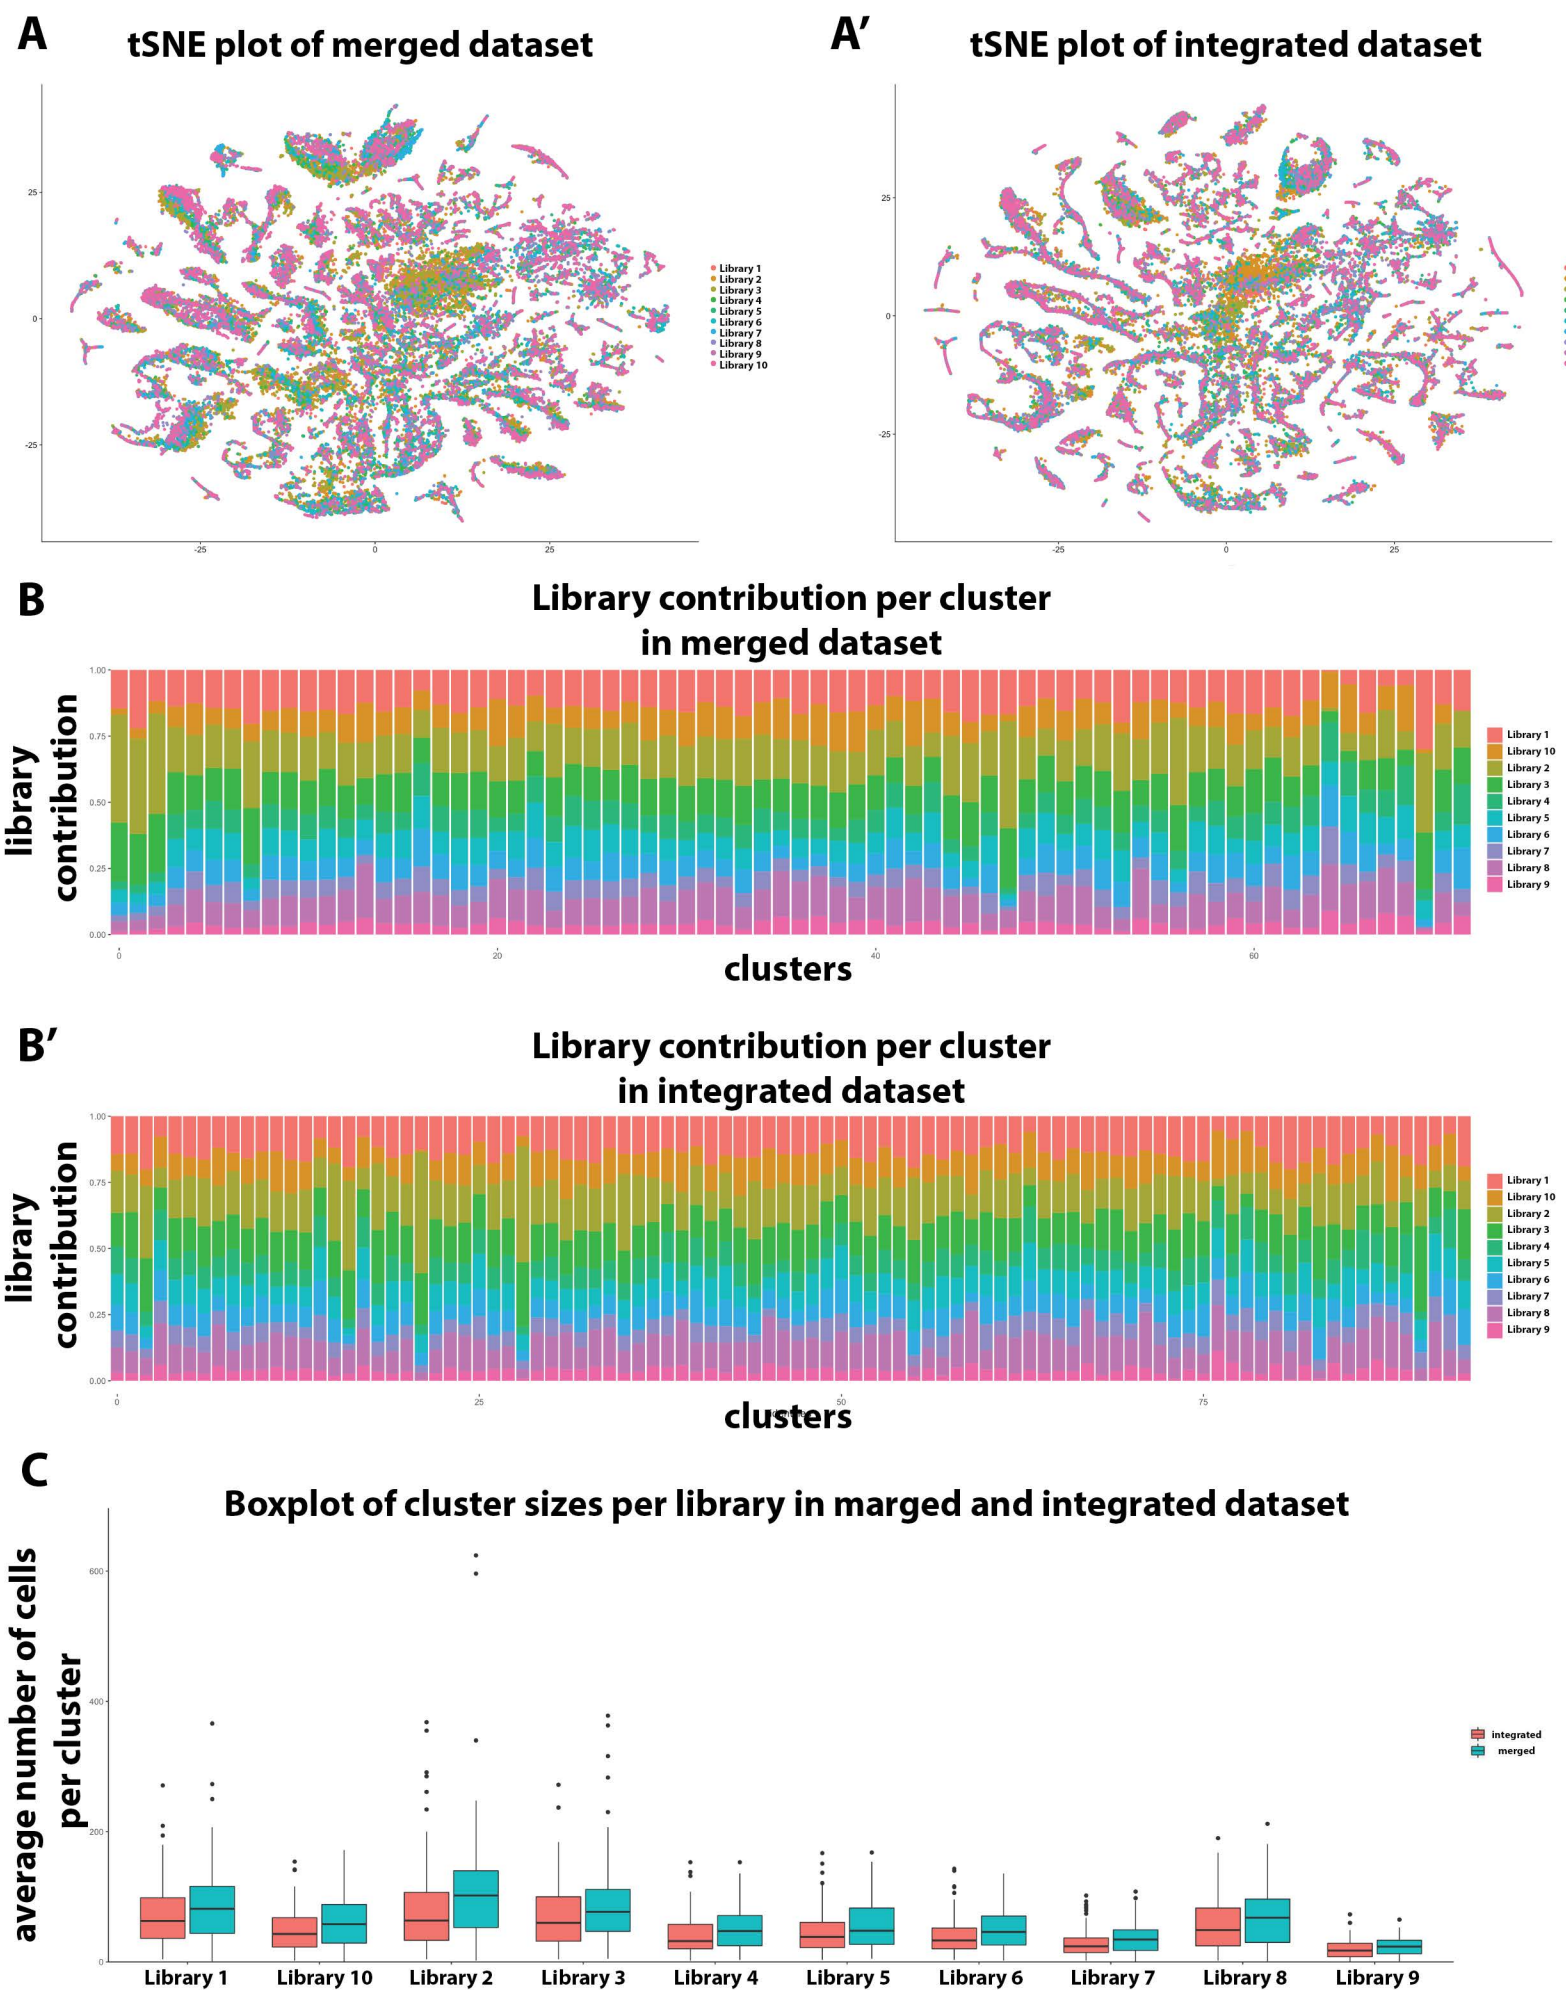 A
tSNE plot of merged dataset
A′
tSNE plot of integrated dataset
25
0
-25
-25
0
25
Library 1
Library 2
Library 3
Library 4
Library 5
Library 6
Library 7
Library 8
Library 9
Library 10
25
0
-25
-25
0
25
B
Library contribution per cluster
in merged dataset
library
contribution
1.00
0.75
0.50
0.25
0.00
0
20
40
60
clusters
Library 1
Library 10
Library 2
Library 3
Library 4
Library 5
Library 6
Library 7
Library 8
Library 9
B′
Library contribution per cluster
in integrated dataset
library
contribution
1.00
0.75
0.50
0.25
0.00
0
25
50
75
clusters
Library 1
Library 10
Library 2
Library 3
Library 4
Library 5
Library 6
Library 7
Library 8
Library 9
C
Boxplot of cluster sizes per library in marged and integrated dataset
average number of cells
per cluster
600
400
200
0
integrated
merged
Library 1
Library 10
Library 2
Library 3
Library 4
Library 5
Library 6
Library 7
Library 8
Library 9